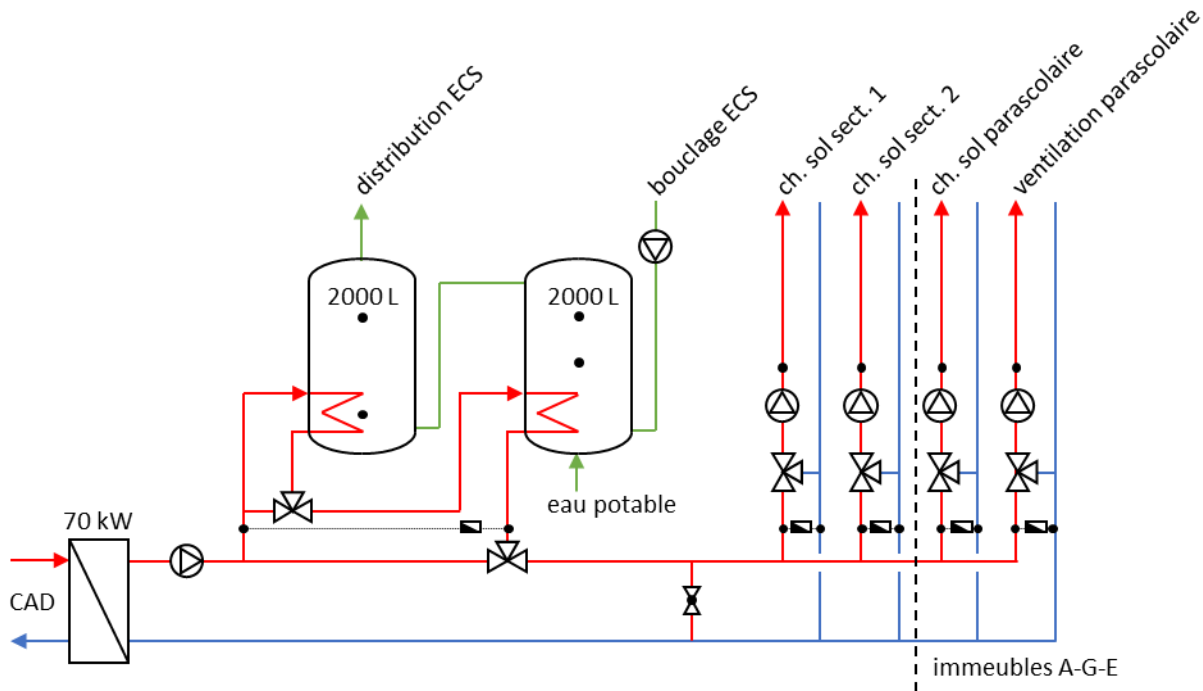 distribution ECS
bouclage ECS
ch. sol sect. 1
ch. sol sect. 2
ch. sol parascolaire
ventilation parascolaire
2000 L
2000 L
eau potable
70 kW
CAD
immeubles A-G-E